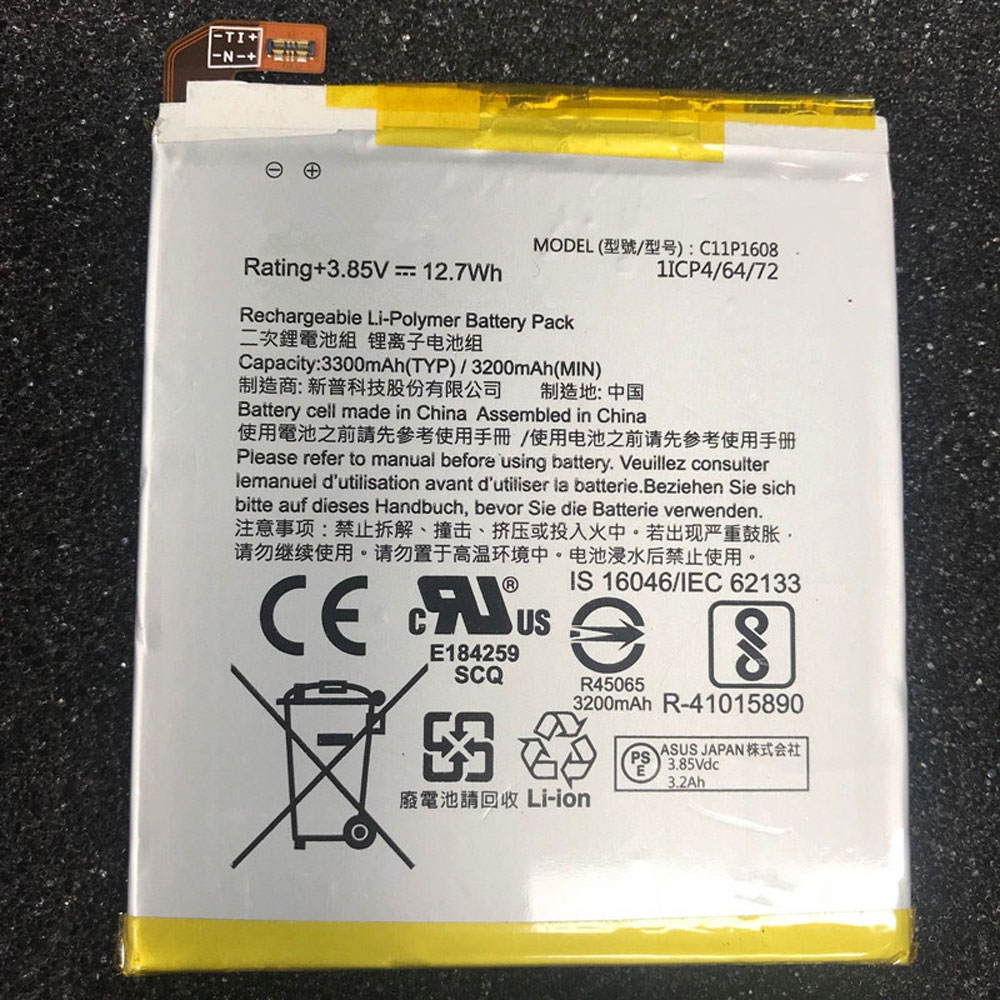 -TI+
-N-+
⊖ ⊕
MODEL (型號/型号) : C11P1608
Rating+3.85V ⎓ 12.7Wh
1ICP4/64/72
Rechargeable Li-Polymer Battery Pack
二次鋰電池組 锂离子电池组
Capacity:3300mAh(TYP) / 3200mAh(MIN)
制造商: 新普科技股份有限公司 制造地: 中国
Battery cell made in China Assembled in China
使用電池之前請先參考使用手冊 /使用电池之前请先参考使用手册
Please refer to manual before using battery. Veuillez consulter
lemanuel d'utilisation avant d'utiliser la batterie.Beziehen Sie sich
bitte auf dieses Handbuch, bevor Sie die Batterie verwenden.
注意事项：禁止拆解、撞击、挤压或投入火中。若出现严重鼓胀，
请勿继续使用。请勿置于高温环境中。电池浸水后禁止使用。
IS 16046/IEC 62133
CE
c RU ® US
E184259
SCQ
R45065
3200mAh
R-41015890
廢電池請回收
Li-ion
PS
E
ASUS JAPAN株式会社
3.85Vdc
3.2Ah